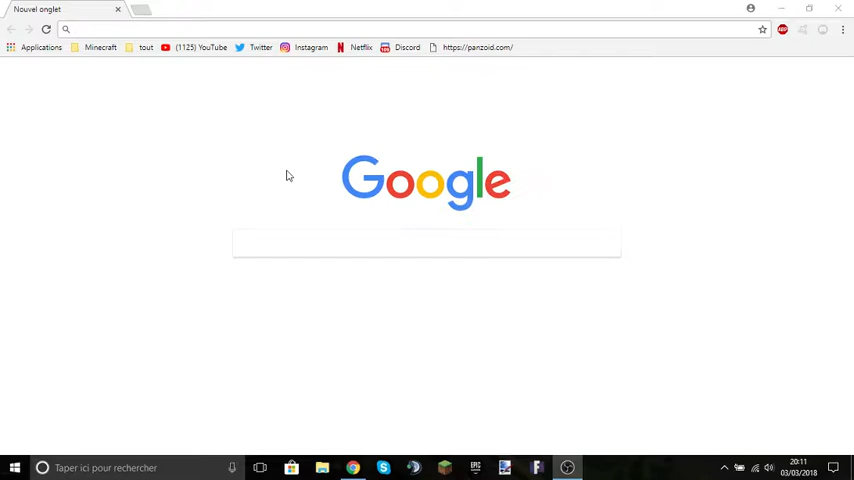 Nouvel onglet
Applications Minecraft tout (1125) YouTube Twitter Instagram Netflix Discord https://panzoid.com/
Google
Taper ici pour rechercher
EPIC
F
20:11
03/03/2018